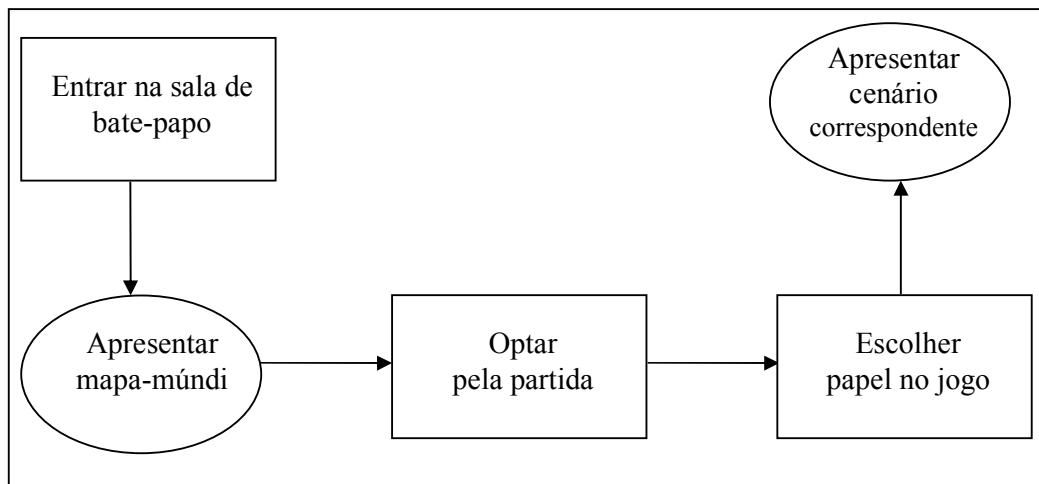 Entrar na sala de
bate-papo
Apresentar
mapa-múndi
Optar
pela partida
Escolher
papel no jogo
Apresentar
cenário
correspondente